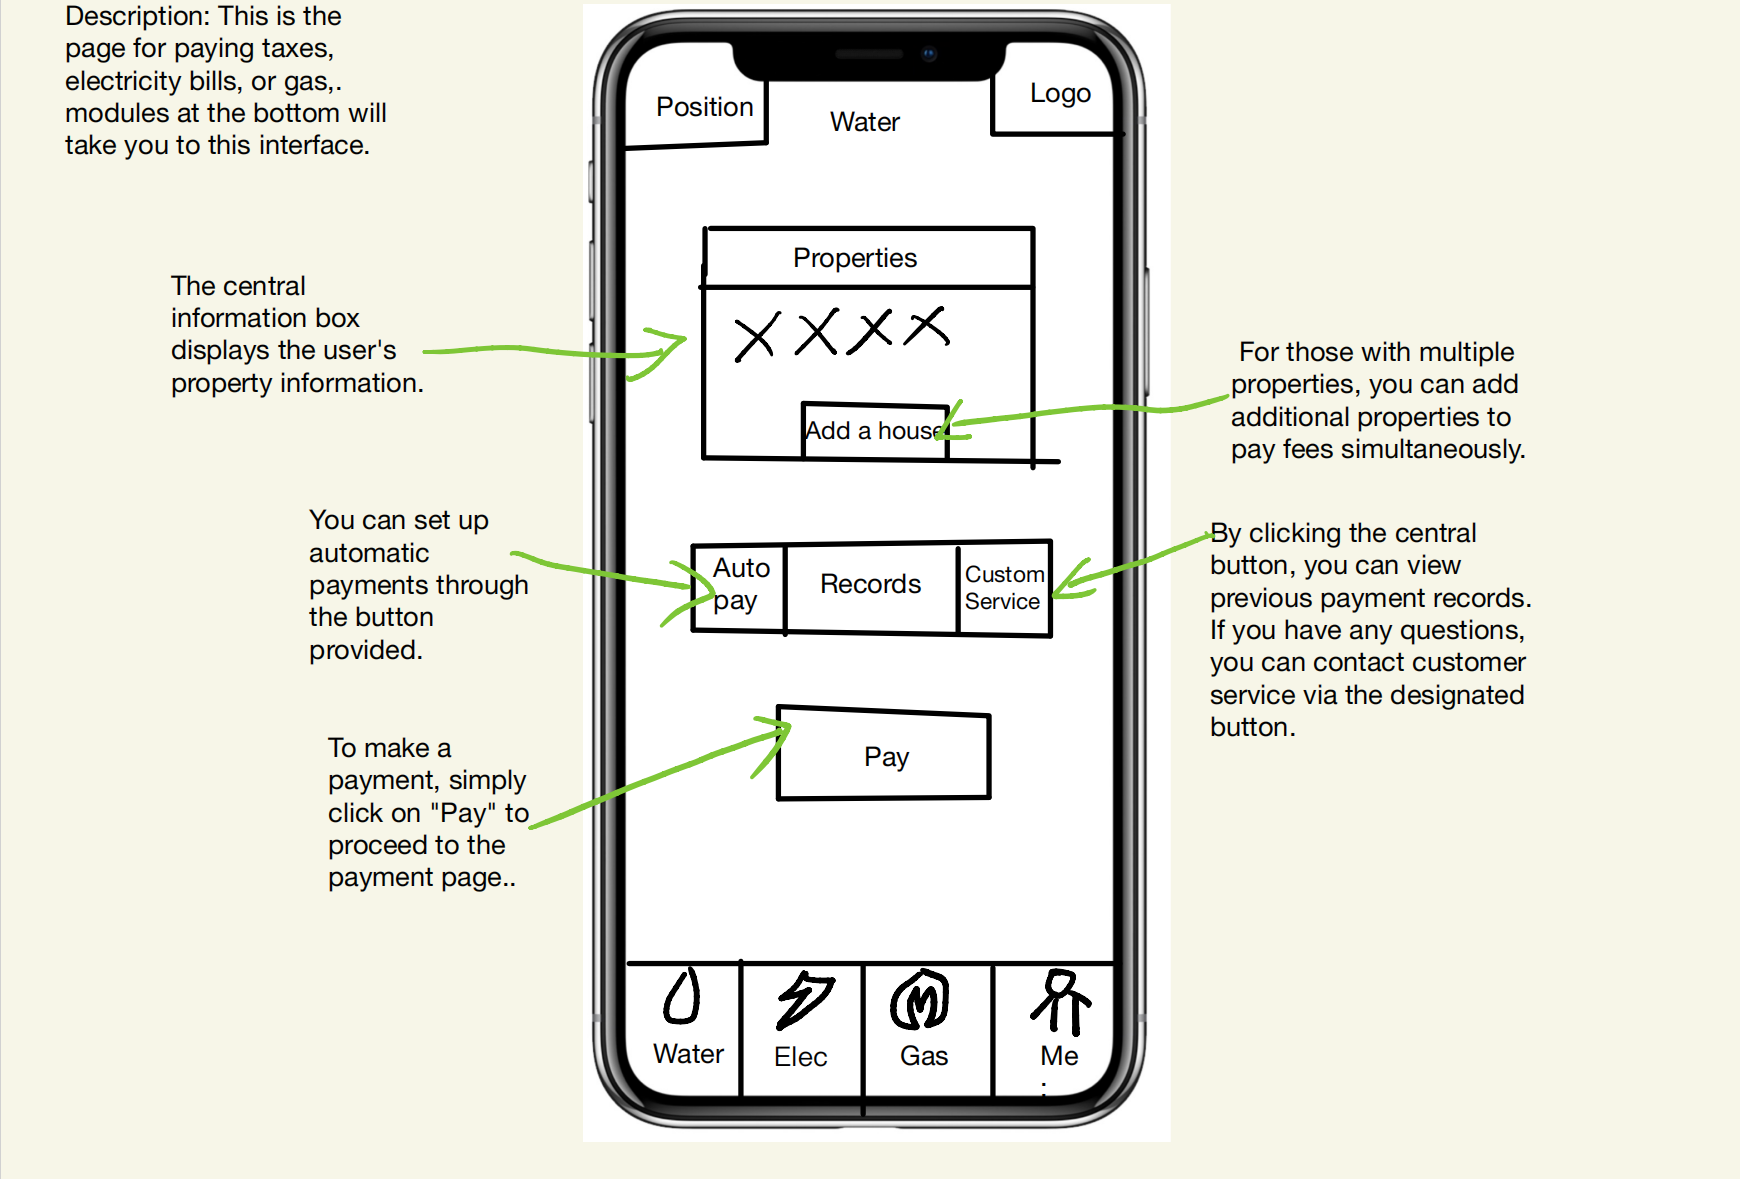 Description: This is the
page for paying taxes,
electricity bills, or gas,.
modules at the bottom will
take you to this interface.
Position
Water
Logo
The central
information box
displays the user's
property information.
Properties
XXXX
Add a house
For those with multiple
properties, you can add
additional properties to
pay fees simultaneously.
You can set up
automatic
payments through
the button
provided.
Auto
pay
Records
Custom
Service
By clicking the central
button, you can view
previous payment records.
If you have any questions,
you can contact customer
service via the designated
button.
To make a
payment, simply
click on "Pay" to
proceed to the
payment page..
Pay
Water
Elec
Gas
Me
: